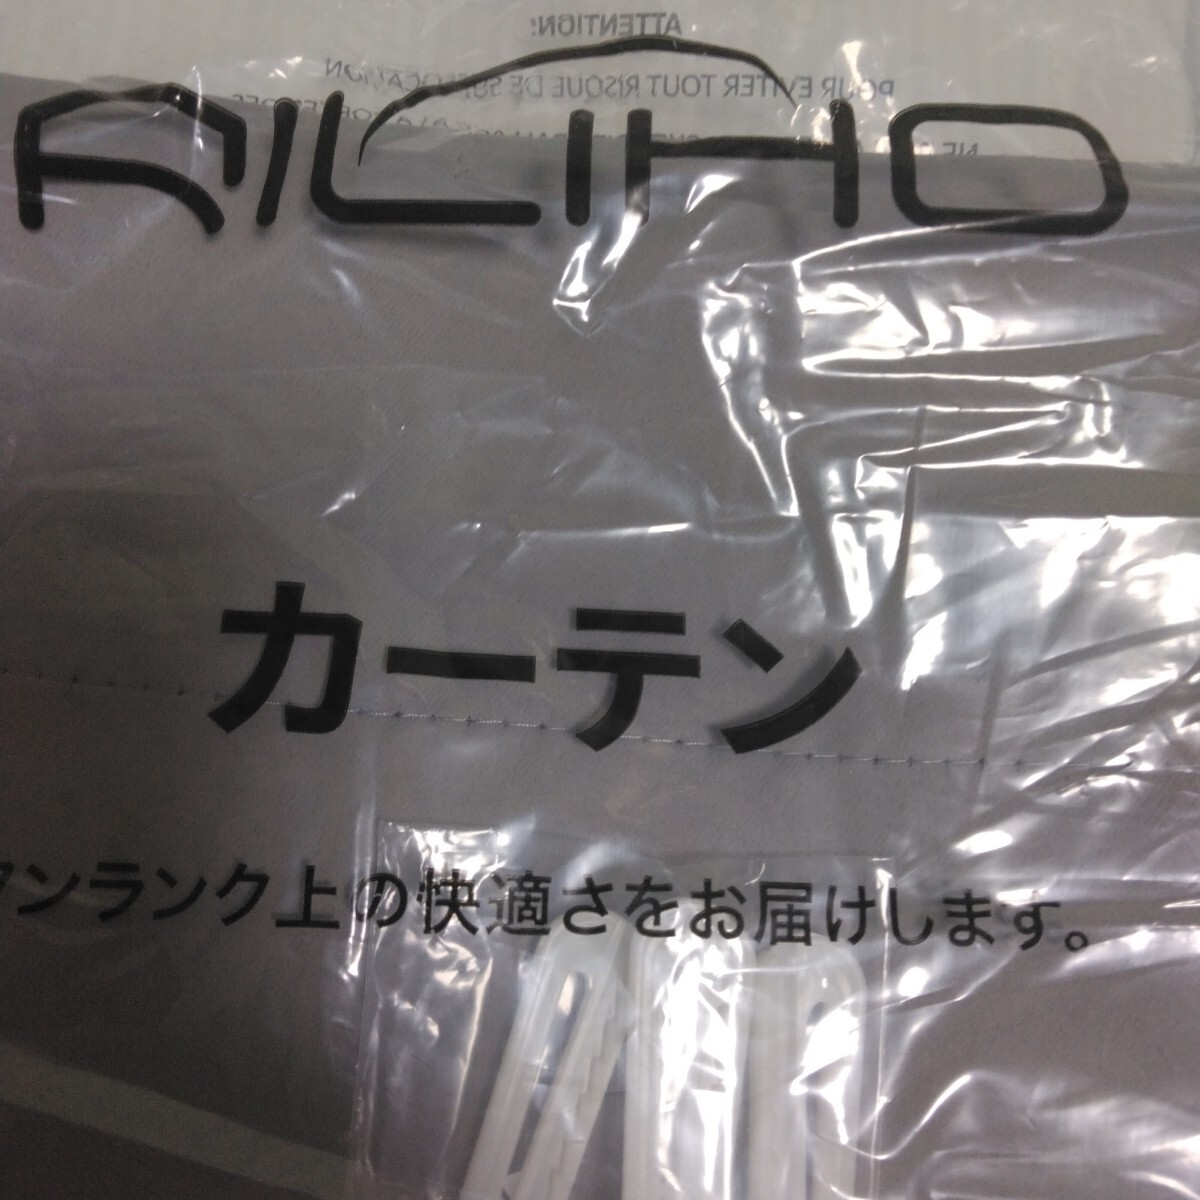 ATTENTION:
POUR EVITER TOUT RISQUE DE SUFFOCATION
RILIHO
カーテン
ワンランク上の快適さをお届けします。